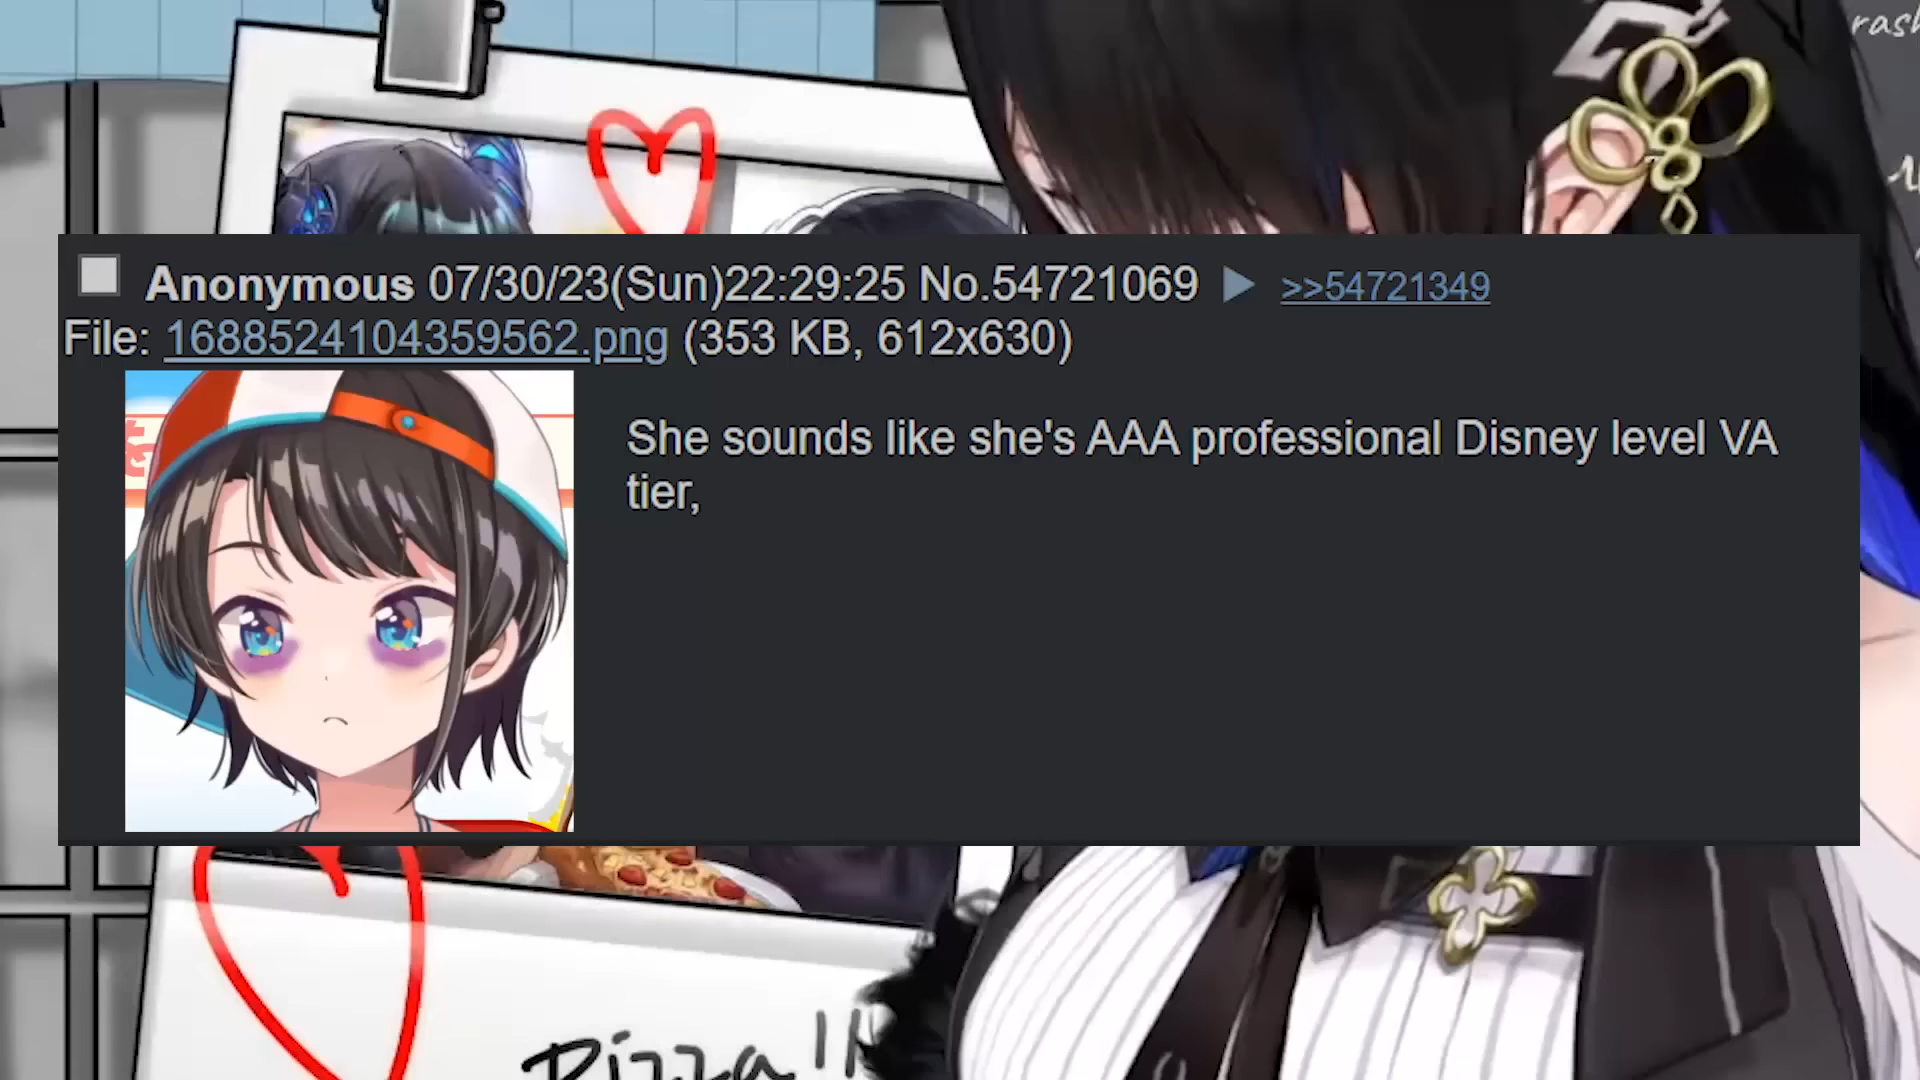 rash
Anonymous 07/30/23(Sun)22:29:25 No.54721069 ▶ >>54721349
File: 1688524104359562.png (353 KB, 612x630)
She sounds like she's AAA professional Disney level VA
tier,
Pizza